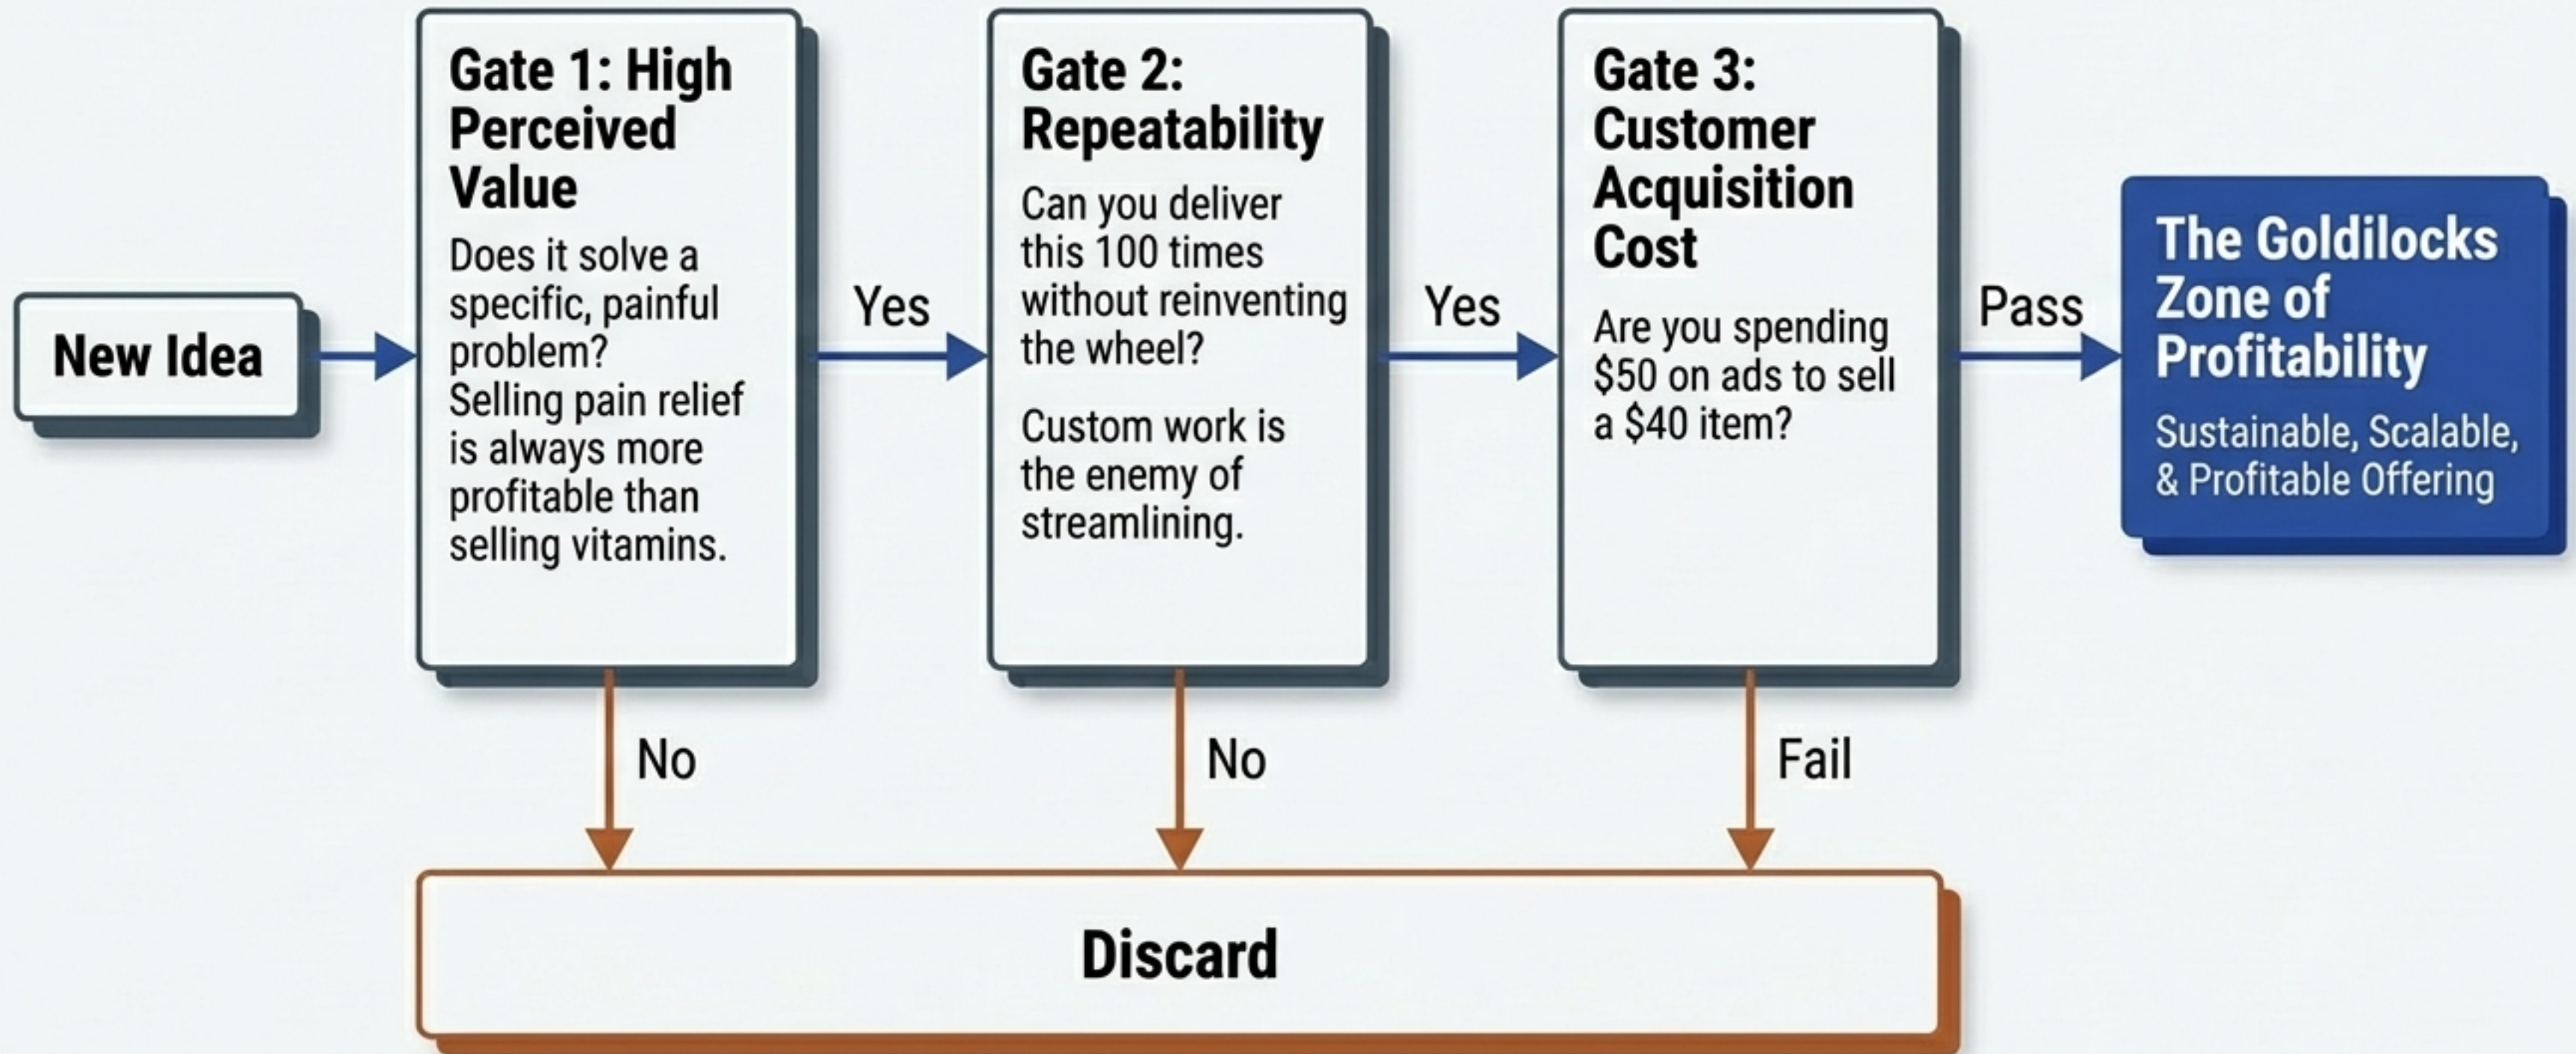 New Idea
Gate 1: High
Perceived
Value
Does it solve a
specific, painful
problem?
Selling pain relief
is always more
profitable than
selling vitamins.
Yes
No
Gate 2:
Repeatability
Can you deliver
this 100 times
without reinventing
the wheel?
Custom work is
the enemy of
streamlining.
Yes
No
Gate 3:
Customer
Acquisition
Cost
Are you spending
$50 on ads to sell
a $40 item?
Pass
Fail
The Goldilocks
Zone of
Profitability
Sustainable, Scalable,
& Profitable Offering
Discard